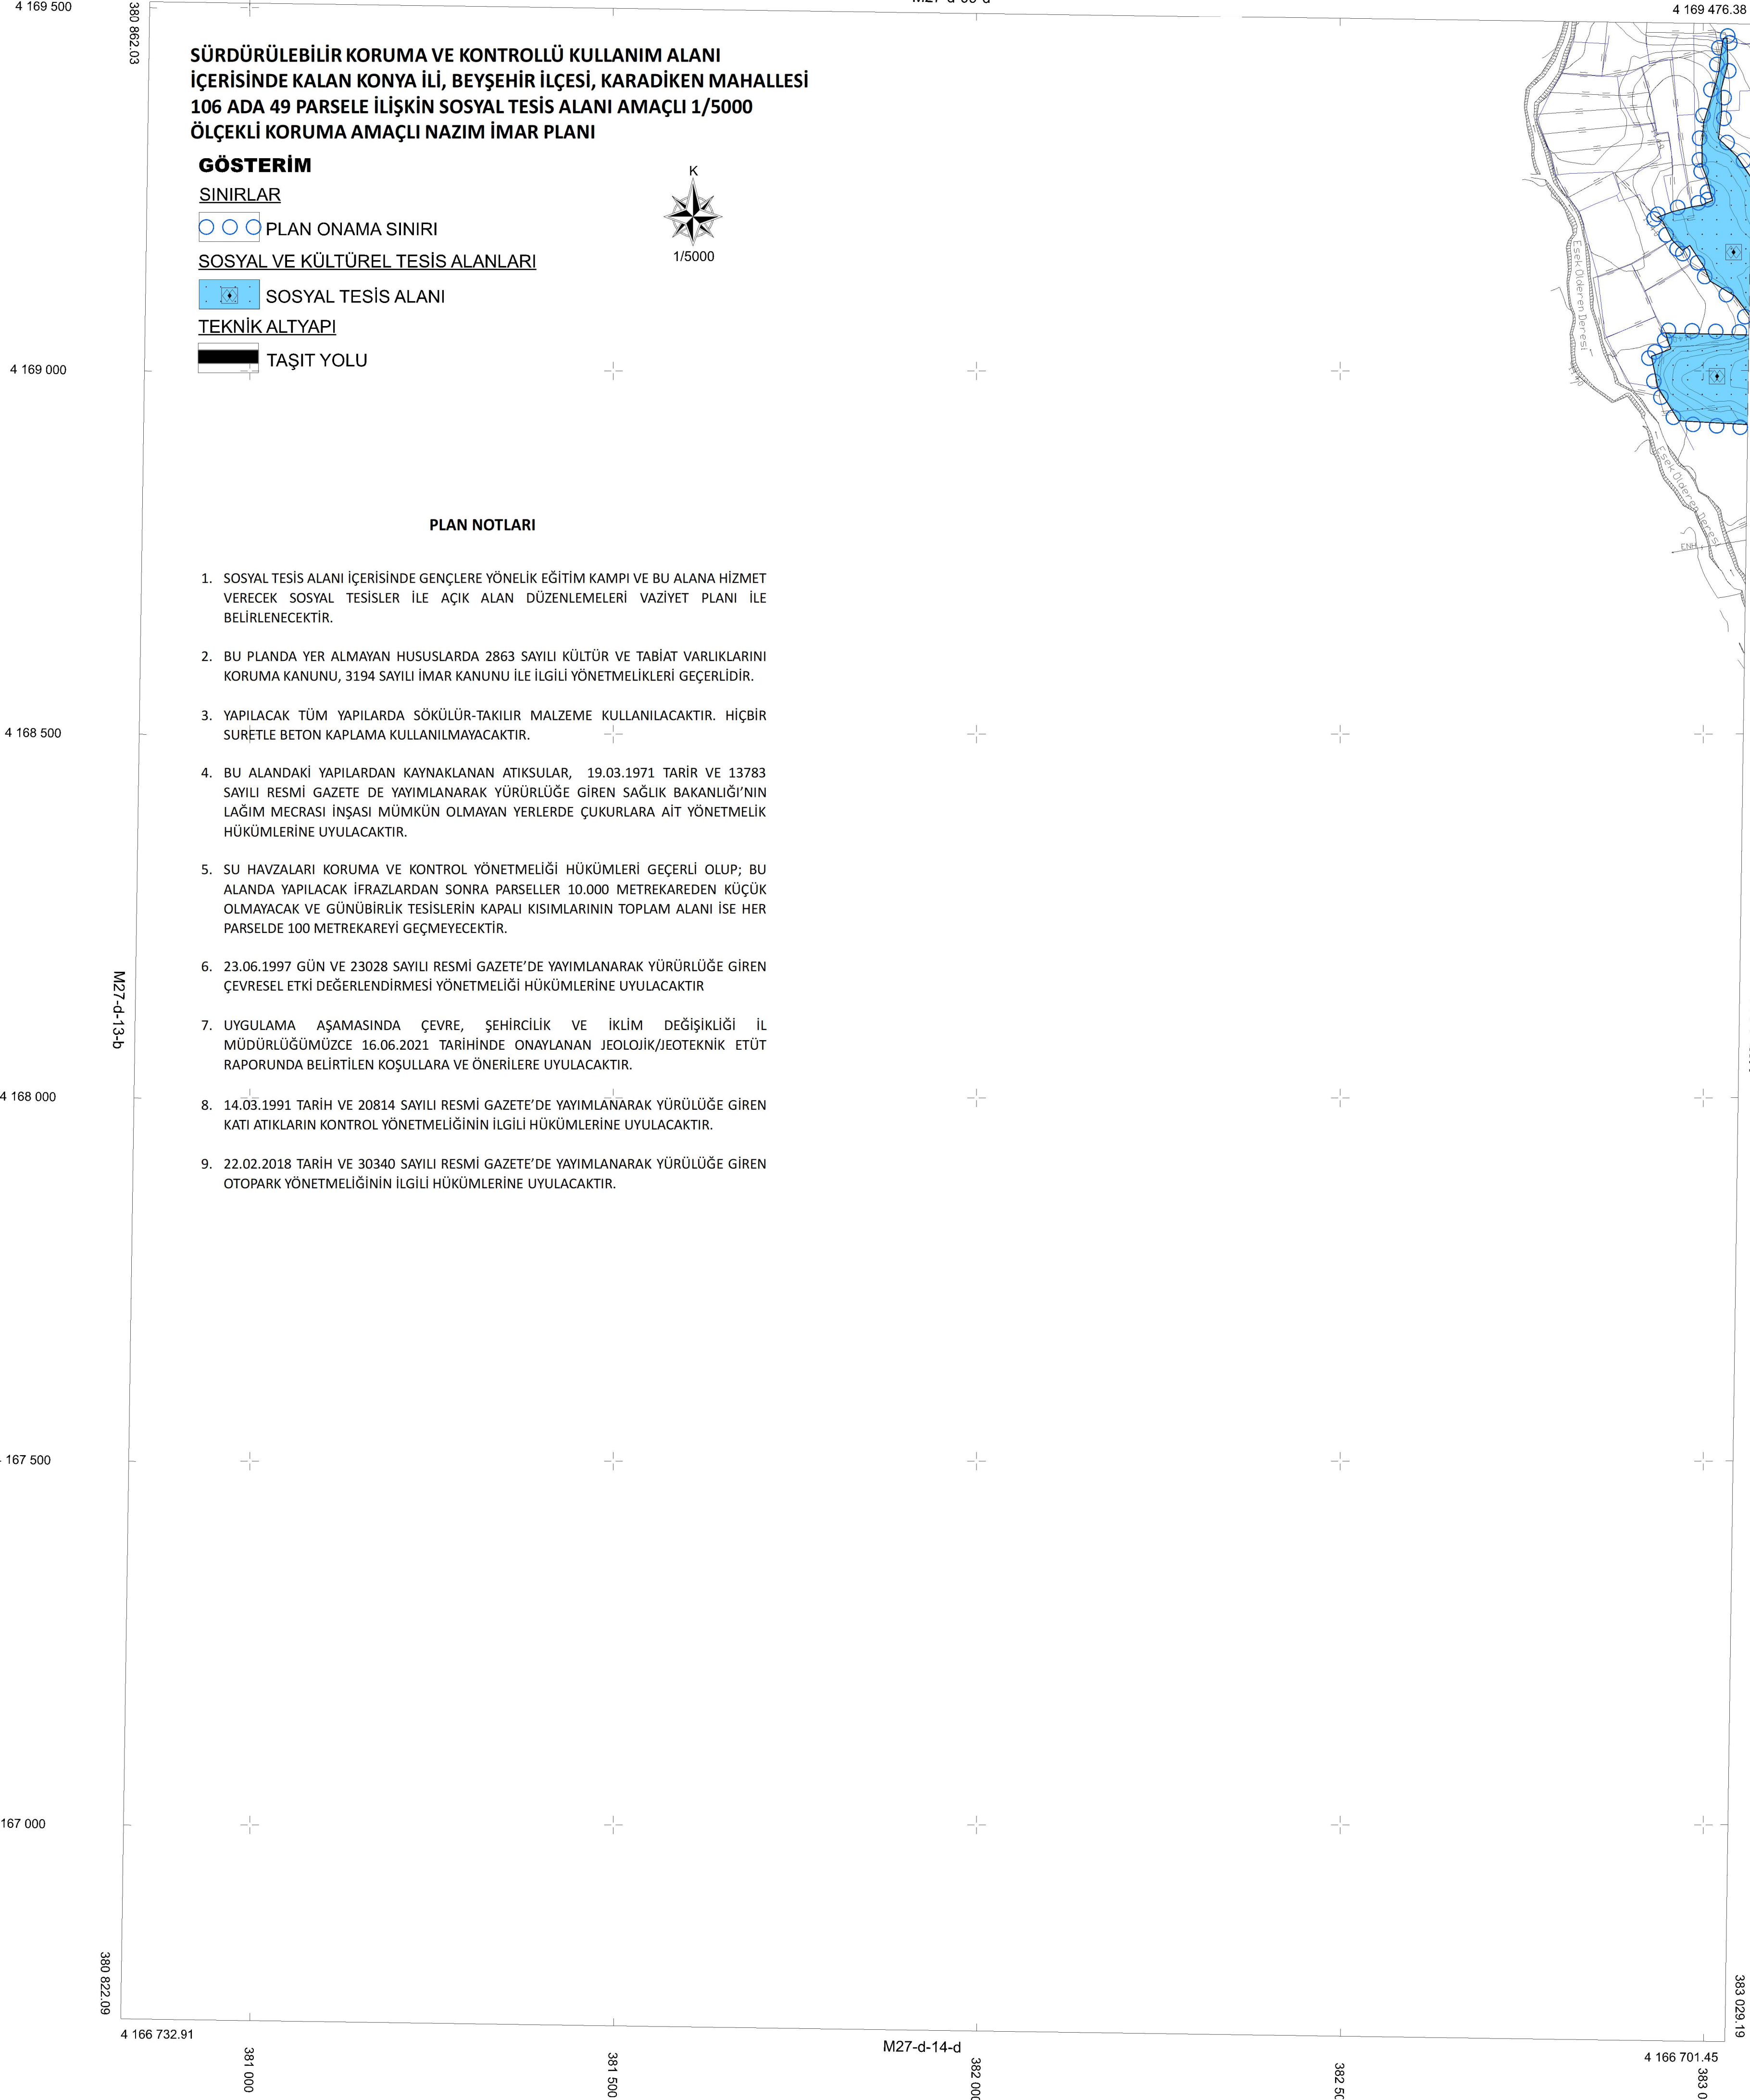 4 169 500
380 862.03
4 169 476.38
SÜRDÜRÜLEBİLİR KORUMA VE KONTROLLÜ KULLANIM ALANI
İÇERİSİNDE KALAN KONYA İLİ, BEYŞEHİR İLÇESİ, KARADİKEN MAHALLESİ
106 ADA 49 PARSELE İLİŞKİN SOSYAL TESİS ALANI AMAÇLI 1/5000
ÖLÇEKLİ KORUMA AMAÇLI NAZIM İMAR PLANI
GÖSTERİM
SINIRLAR
PLAN ONAMA SINIRI
SOSYAL VE KÜLTÜREL TESİS ALANLARI
SOSYAL TESİS ALANI
TEKNİK ALTYAPI
TAŞIT YOLU
K
1/5000
Esek Olderen Deresi
Esek Olderen Deresi
ENH
4 169 000
PLAN NOTLARI
1. SOSYAL TESİS ALANI İÇERİSİNDE GENÇLERE YÖNELİK EĞİTİM KAMPI VE BU ALANA HİZMET
VERECEK SOSYAL TESİSLER İLE AÇIK ALAN DÜZENLEMELERİ VAZİYET PLANI İLE
BELİRLENECEKTİR.
2. BU PLANDA YER ALMAYAN HUSUSLARDA 2863 SAYILI KÜLTÜR VE TABİAT VARLIKLARINI
KORUMA KANUNU, 3194 SAYILI İMAR KANUNU İLE İLGİLİ YÖNETMELİKLERİ GEÇERLİDİR.
3. YAPILACAK TÜM YAPILARDA SÖKÜLÜR-TAKILIR MALZEME KULLANILACAKTIR. HİÇBİR
SURETLE BETON KAPLAMA KULLANILMAYACAKTIR.
4 168 500
4. BU ALANDAKİ YAPILARDAN KAYNAKLANAN ATIKSULAR, 19.03.1971 TARİR VE 13783
SAYILI RESMİ GAZETE DE YAYIMLANARAK YÜRÜRLÜĞE GİREN SAĞLIK BAKANLIĞI’NIN
LAĞIM MECRASI İNŞASI MÜMKÜN OLMAYAN YERLERDE ÇUKURLARA AİT YÖNETMELİK
HÜKÜMLERİNE UYULACAKTIR.
5. SU HAVZALARI KORUMA VE KONTROL YÖNETMELİĞİ HÜKÜMLERİ GEÇERLİ OLUP; BU
ALANDA YAPILACAK İFRAZLARDAN SONRA PARSELLER 10.000 METREKAREDEN KÜÇÜK
OLMAYACAK VE GÜNÜBİRLİK TESİSLERİN KAPALI KISIMLARININ TOPLAM ALANI İSE HER
PARSELDE 100 METREKAREYİ GEÇMEYECEKTİR.
6. 23.06.1997 GÜN VE 23028 SAYILI RESMİ GAZETE’DE YAYIMLANARAK YÜRÜRLÜĞE GİREN
ÇEVRESEL ETKİ DEĞERLENDİRMESİ YÖNETMELİĞİ HÜKÜMLERİNE UYULACAKTIR
M27-d-13-b
7. UYGULAMA AŞAMASINDA ÇEVRE, ŞEHİRCİLİK VE İKLİM DEĞİŞİKLİĞİ İL
MÜDÜRLÜĞÜMÜZCE 16.06.2021 TARİHİNDE ONAYLANAN JEOLOJİK/JEOTEKNİK ETÜT
RAPORUNDA BELİRTİLEN KOŞULLARA VE ÖNERİLERE UYULACAKTIR.
4 168 000
8. 14.03.1991 TARİH VE 20814 SAYILI RESMİ GAZETE’DE YAYIMLANARAK YÜRÜLÜĞE GİREN
KATI ATIKLARIN KONTROL YÖNETMELİĞİNİN İLGİLİ HÜKÜMLERİNE UYULACAKTIR.
9. 22.02.2018 TARİH VE 30340 SAYILI RESMİ GAZETE’DE YAYIMLANARAK YÜRÜLÜĞE GİREN
OTOPARK YÖNETMELİĞİNİN İLGİLİ HÜKÜMLERİNE UYULACAKTIR.
167 500
167 000
380 822.09
383 029.19
4 166 732.91
M27-d-14-d
4 166 701.45
381 000
381 500
382 000
382 50
383 0